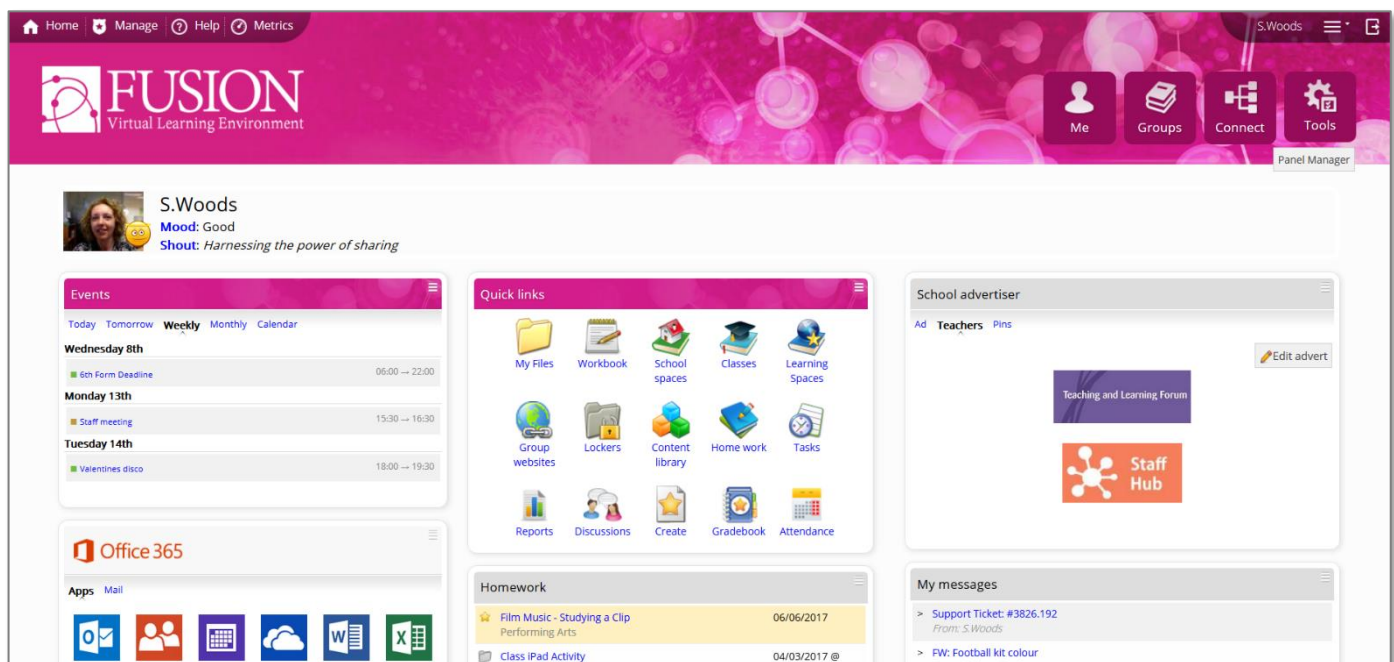 Home Manage Help Metrics
S.Woods
FUSION
Virtual Learning Environment
Me Groups Connect Tools
Panel Manager
S.Woods
Mood: Good
Shout: Harnessing the power of sharing
Events
Today Tomorrow Weekly Monthly Calendar
Wednesday 8th
6th Form Deadline 06:00 → 22:00
Monday 13th
Staff meeting 15:30 → 16:30
Tuesday 14th
Valentines disco 18:00 → 19:30
Office 365
Apps Mail
Quick links
My Files Workbook School spaces Classes Learning Spaces
Group websites Lockers Content library Home work Tasks
Reports Discussions Create Gradebook Attendance
Homework
Film Music - Studying a Clip 06/06/2017
Performing Arts
Class iPad Activity 04/03/2017 @
School advertiser
Ad Teachers Pins
Edit advert
Teaching and Learning Forum
Staff
Hub
My messages
> Support Ticket: #3826.192
From: S.Woods
> FW: Football kit colour